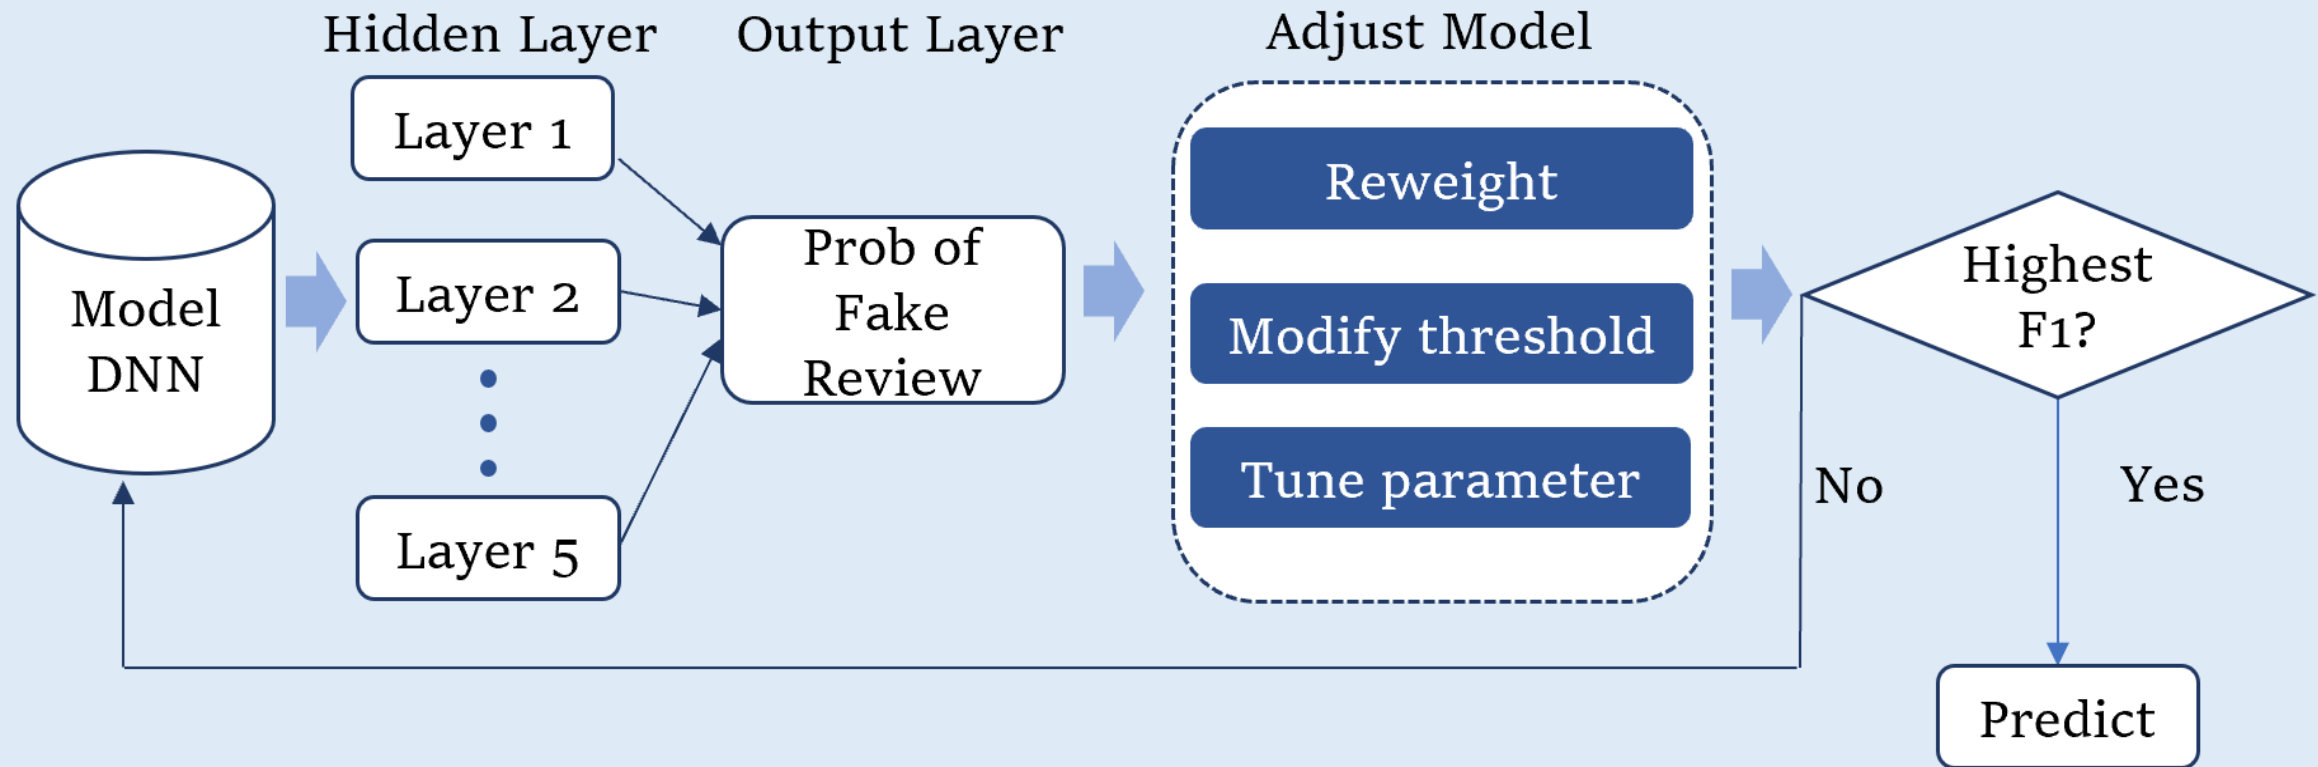 Hidden Layer
Output Layer
Adjust Model
Model
DNN
Layer 1
Layer 2
Layer 5
Prob of
Fake
Review
Reweight
Modify threshold
Tune parameter
Highest
F1?
No
Yes
Predict